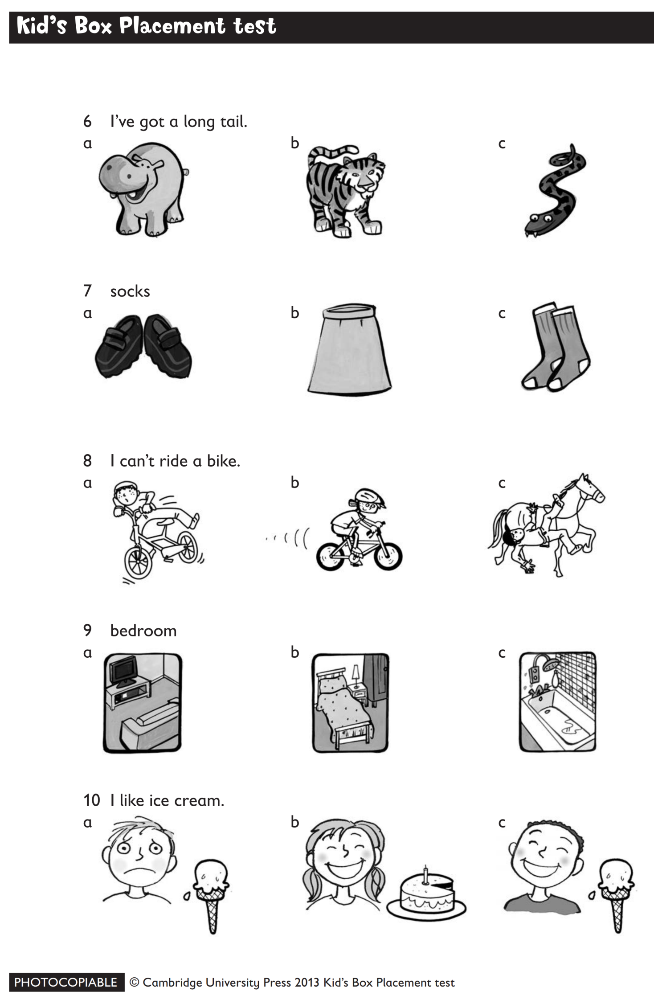 Kid's Box Placement test
6 I've got a long tail.
a b c
7 socks
a b c
8 I can't ride a bike.
a b c
9 bedroom
a b c
10 I like ice cream.
a b c
PHOTOCOPIABLE © Cambridge University Press 2013 Kid's Box Placement test